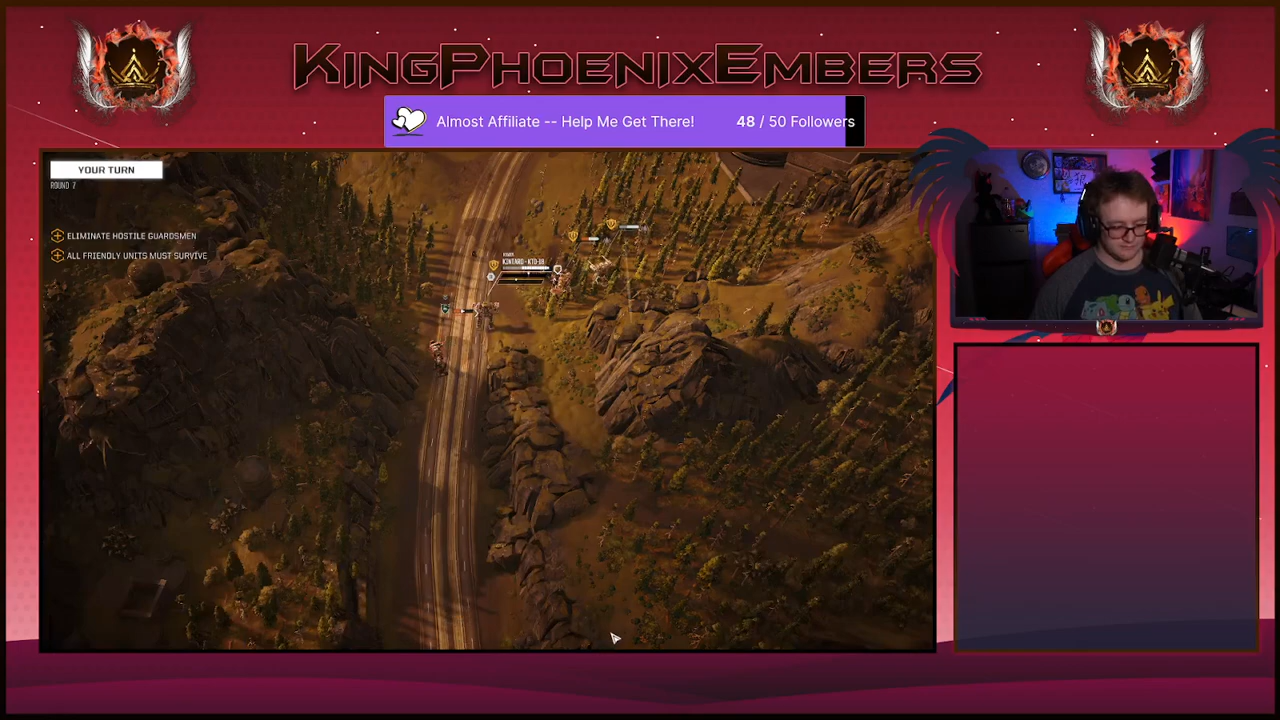 KingPhoenixEmbers
Almost Affiliate -- Help Me Get There!
48 / 50 Followers
YOUR TURN
ROUND 7
ELIMINATE HOSTILE GUARDSMEN
ALL FRIENDLY UNITS MUST SURVIVE